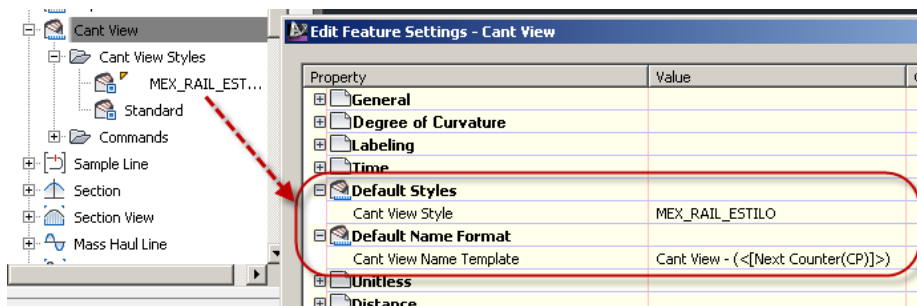 Cant View
Cant View Styles
MEX_RAIL_EST...
Standard
Commands
Sample Line
Section
Section View
Mass Haul Line
Edit Feature Settings - Cant View
Property Value
General
Degree of Curvature
Labeling
Time
Default Styles
Cant View Style MEX_RAIL_ESTILO
Default Name Format
Cant View Name Template Cant View - (<[Next Counter(CP)]>)
Unitless
Distance